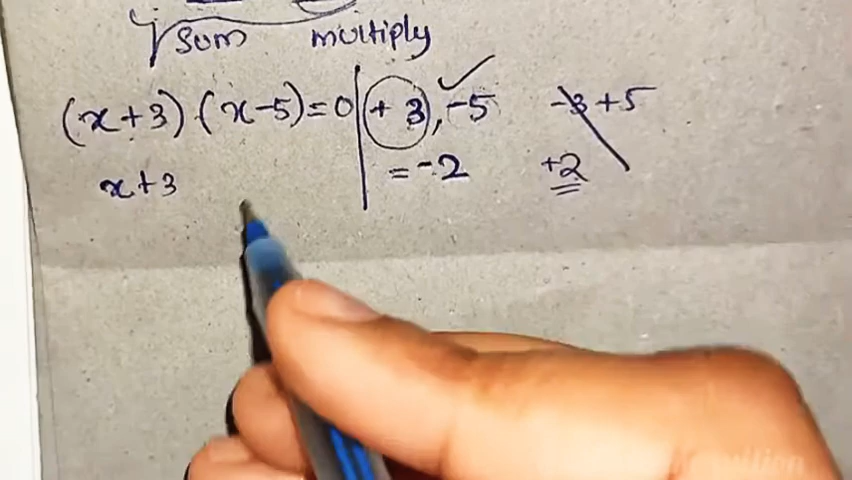 sum multiply
(x+3) (x-5)=0 +3, -5 -3+5
x+3 =-2 +2